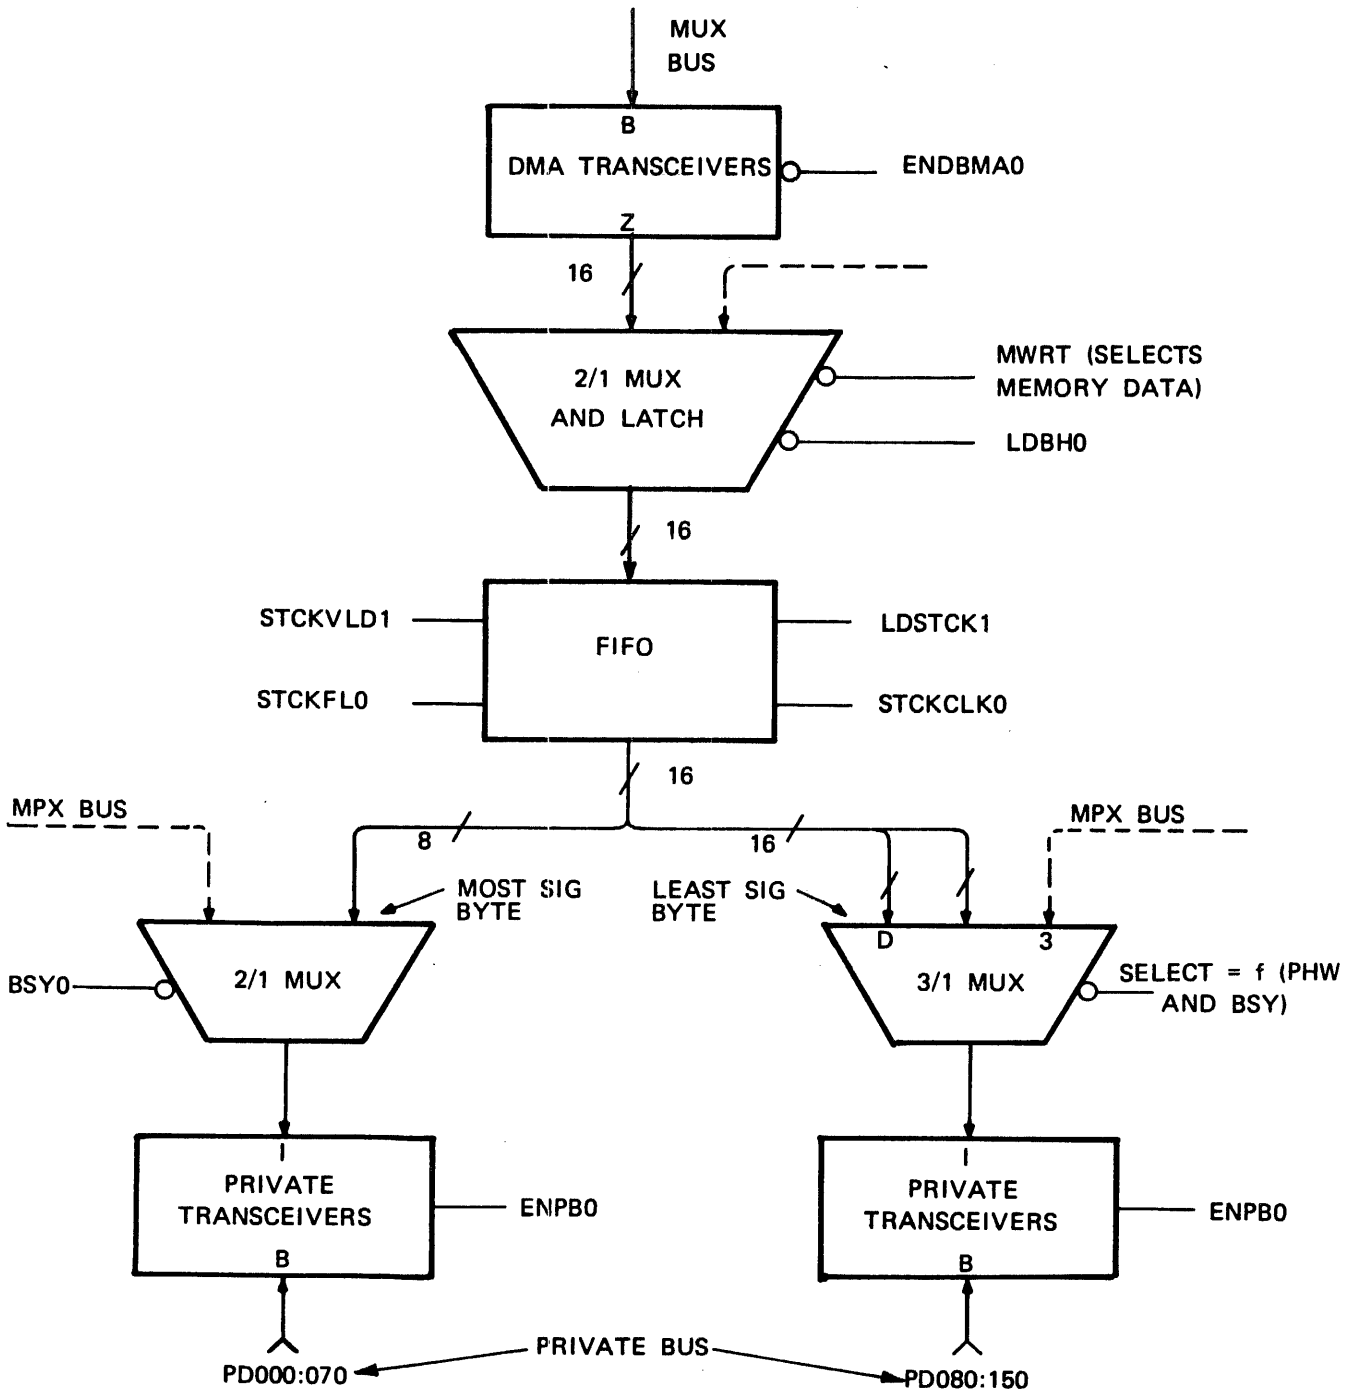 MUX
BUS
B
DMA TRANSCEIVERS
ENDBMA0
Z
16
MWRT (SELECTS
MEMORY DATA)
2/1 MUX
AND LATCH
LDBH0
16
STCKVLD1
LDSTCK1
FIFO
STCKFL0
STCKCLK0
16
MPX BUS
MPX BUS
8
16
MOST SIG
BYTE
LEAST SIG
BYTE
D
3
BSY0
2/1 MUX
3/1 MUX
SELECT = f (PHW
AND BSY)
I
PRIVATE
TRANSCEIVERS
B
ENPB0
I
PRIVATE
TRANSCEIVERS
B
ENPB0
PRIVATE BUS
PD000:070
PD080:150